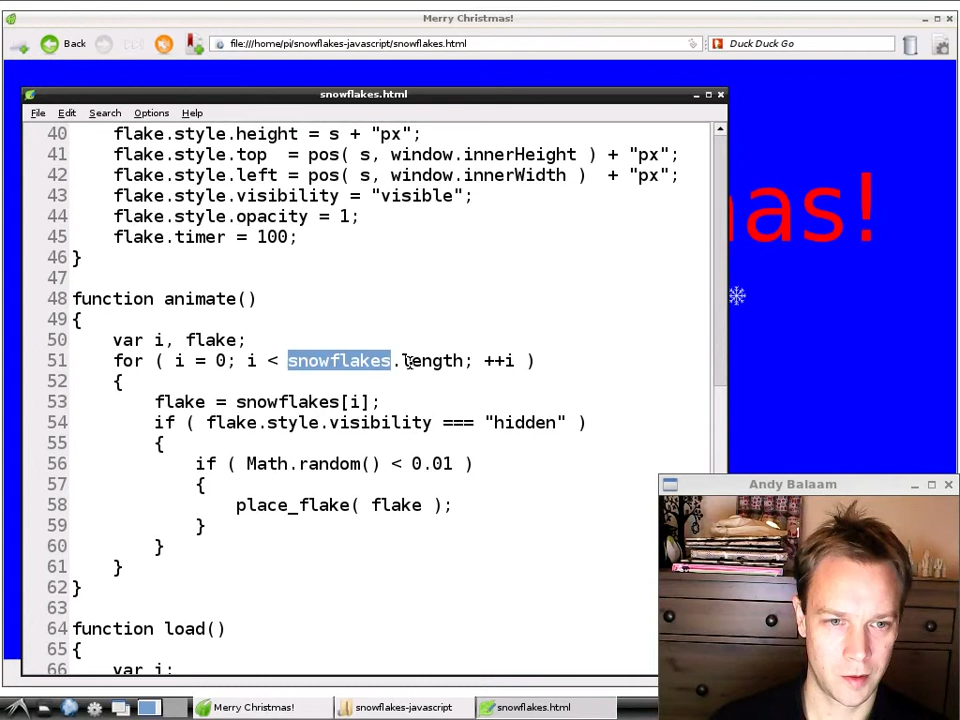 Merry Christmas!
Back
file:///home/pi/snowflakes-javascript/snowflakes.html
Duck Duck Go
mas!
snowflakes.html
File Edit Search Options Help
40 flake.style.height = s + "px";
41 flake.style.top  = pos( s, window.innerHeight ) + "px";
42 flake.style.left = pos( s, window.innerWidth )  + "px";
43 flake.style.visibility = "visible";
44 flake.style.opacity = 1;
45 flake.timer = 100;
46 }
47
48 function animate()
49 {
50 var i, flake;
51 for ( i = 0; i < snowflakes.length; ++i )
52 {
53 flake = snowflakes[i];
54 if ( flake.style.visibility === "hidden" )
55 {
56 if ( Math.random() < 0.01 )
57 {
58 place_flake( flake );
59 }
60 }
61 }
62 }
63
64 function load()
65 {
66 var i;
Andy Balaam
Merry Christmas!
snowflakes-javascript
snowflakes.html